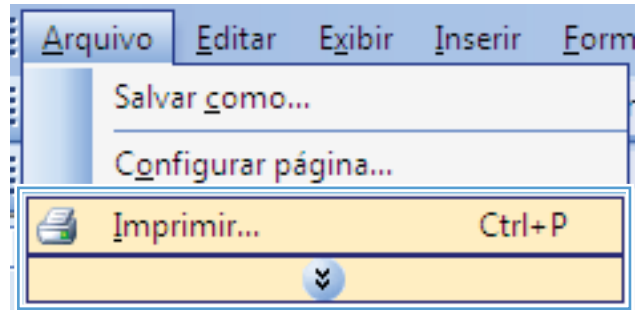 Arquivo Editar Exibir Inserir Form
Salvar como...
Configurar página...
Imprimir... Ctrl+P